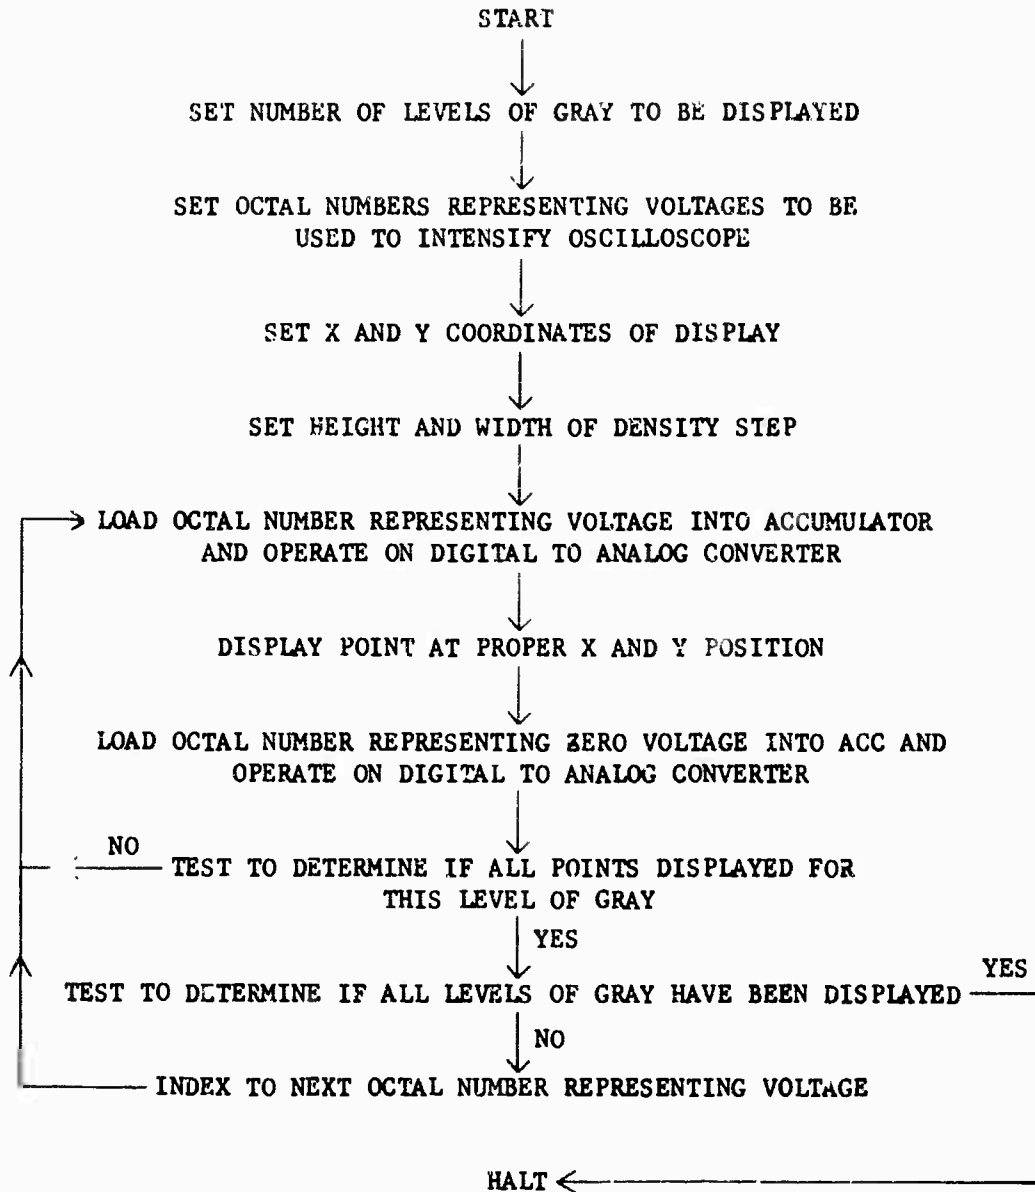 START
SET NUMBER OF LEVELS OF GRAY TO BE DISPLAYED
SET OCTAL NUMBERS REPRESENTING VOLTAGES TO BE
USED TO INTENSIFY OSCILLOSCOPE
SET X AND Y COORDINATES OF DISPLAY
SET HEIGHT AND WIDTH OF DENSITY STEP
LOAD OCTAL NUMBER REPRESENTING VOLTAGE INTO ACCUMULATOR
AND OPERATE ON DIGITAL TO ANALOG CONVERTER
DISPLAY POINT AT PROPER X AND Y POSITION
LOAD OCTAL NUMBER REPRESENTING ZERO VOLTAGE INTO ACC AND
OPERATE ON DIGITAL TO ANALOG CONVERTER
NO
TEST TO DETERMINE IF ALL POINTS DISPLAYED FOR
THIS LEVEL OF GRAY
YES
TEST TO DETERMINE IF ALL LEVELS OF GRAY HAVE BEEN DISPLAYED
YES
NO
INDEX TO NEXT OCTAL NUMBER REPRESENTING VOLTAGE
HALT